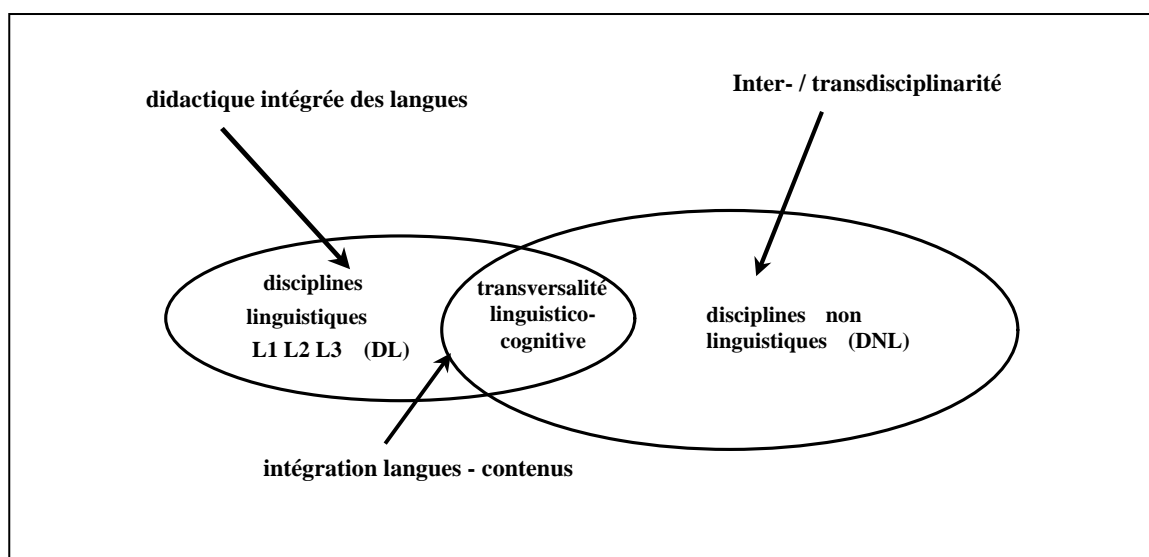 Inter- / transdisciplinarité
didactique intégrée des langues
disciplines
linguistiques
L1 L2 L3 (DL)
transversalité
linguistico-
cognitive
disciplines non
linguistiques (DNL)
intégration langues - contenus